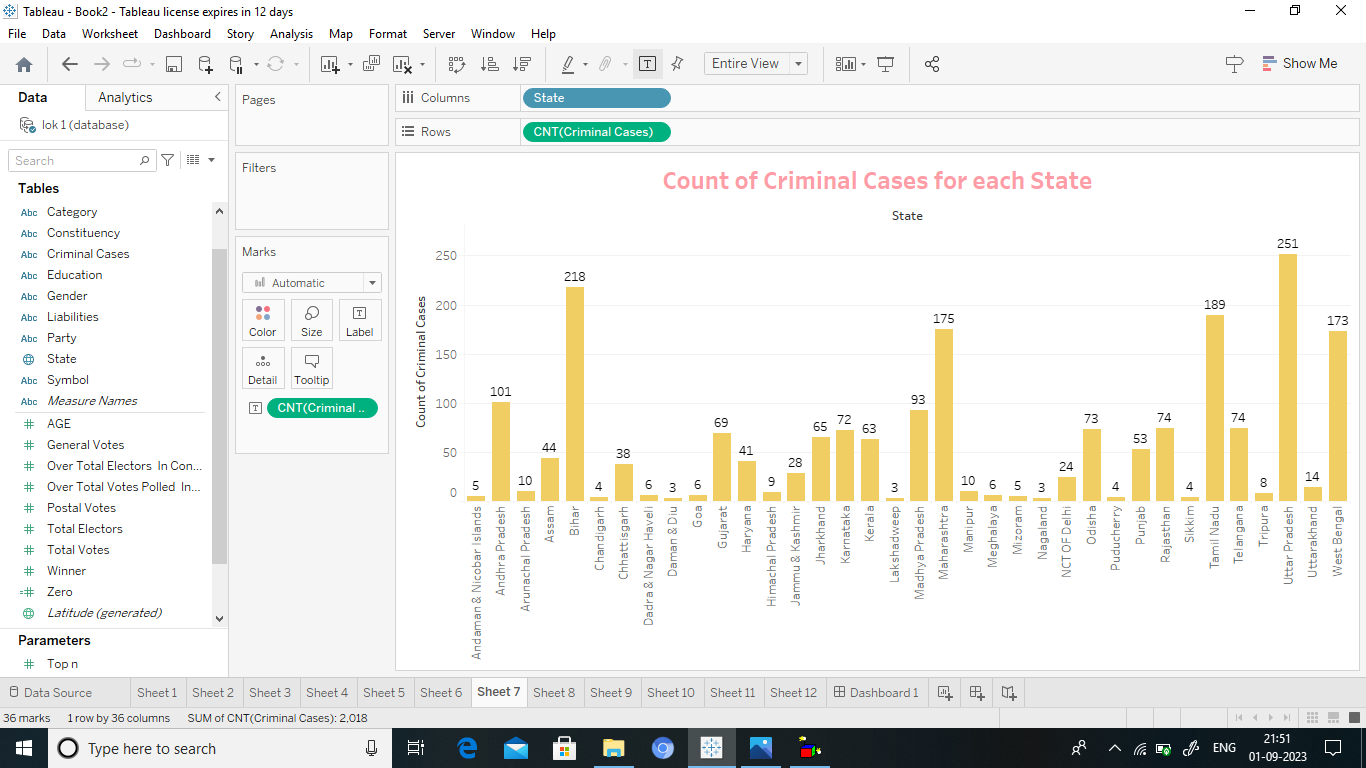 Tableau - Book2 - Tableau license expires in 12 days
File Data Worksheet Dashboard Story Analysis Map Format Server Window Help
Entire View
Show Me
Data Analytics
lok 1 (database)
Search
Tables
Abc Category
Abc Constituency
Abc Criminal Cases
Abc Education
Abc Gender
Abc Liabilities
Abc Party
State
Abc Symbol
Abc Measure Names
# AGE
# General Votes
# Over Total Electors In Con...
# Over Total Votes Polled In...
# Postal Votes
# Total Electors
# Total Votes
# Winner
=# Zero
Latitude (generated)
Parameters
# Top n
Pages
Filters
Marks
Automatic
Color Size Label
Detail Tooltip
CNT(Criminal ..
Columns State
Rows CNT(Criminal Cases)
Count of Criminal Cases for each State
State
Count of Criminal Cases
250
200
150
100
50
0
5 101 10 44 218 4 38 6 3 6 69 41 9 28 65 72 63 3 93 175 10 6 5 3 24 73 4 53 74 4 189 74 8 251 14 173
Andaman & Nicobar Islands
Andhra Pradesh
Arunachal Pradesh
Assam
Bihar
Chandigarh
Chhattisgarh
Dadra & Nagar Haveli
Daman & Diu
Goa
Gujarat
Haryana
Himachal Pradesh
Jammu & Kashmir
Jharkhand
Karnataka
Kerala
Lakshadweep
Madhya Pradesh
Maharashtra
Manipur
Meghalaya
Mizoram
Nagaland
NCT OF Delhi
Odisha
Puducherry
Punjab
Rajasthan
Sikkim
Tamil Nadu
Telangana
Tripura
Uttar Pradesh
Uttarakhand
West Bengal
Data Source Sheet 1 Sheet 2 Sheet 3 Sheet 4 Sheet 5 Sheet 6 Sheet 7 Sheet 8 Sheet 9 Sheet 10 Sheet 11 Sheet 12 Dashboard 1
36 marks 1 row by 36 columns SUM of CNT(Criminal Cases): 2,018
Type here to search
ENG
21:51
01-09-2023